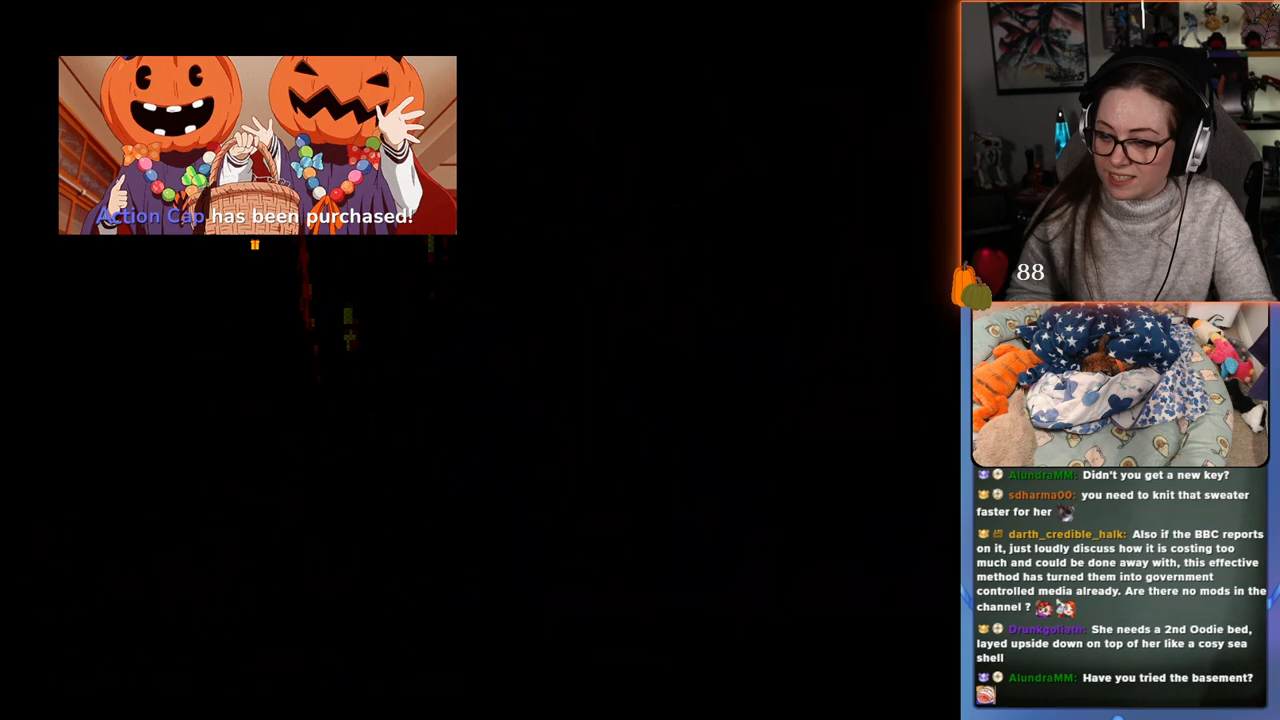 Action Cap has been purchased!
88
AlundraMM: Didn't you get a new key?
sdharma00: you need to knit that sweater
faster for her
darth_credible_halk: Also if the BBC reports
on it, just loudly discuss how it is costing too
much and could be done away with, this effective
method has turned them into government
controlled media already. Are there no mods in the
channel ?
Drunkgoliath: She needs a 2nd Oodie bed,
layed upside down on top of her like a cosy sea
shell
AlundraMM: Have you tried the basement?